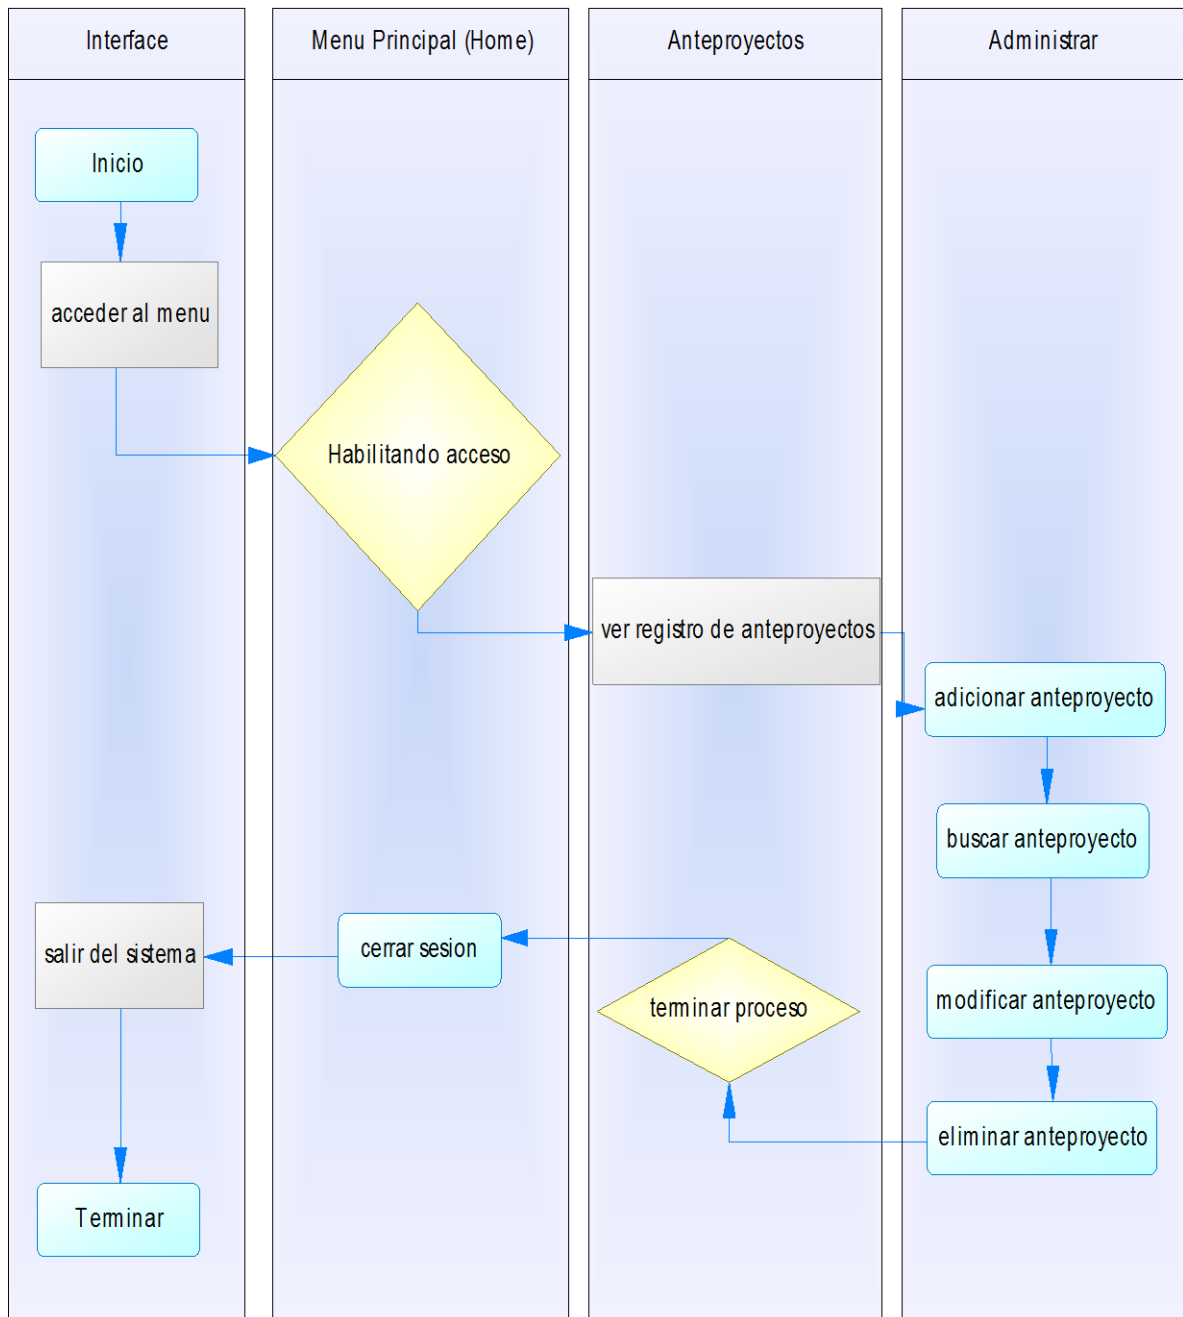 Interface
Menu Principal (Home)
Anteproyectos
Administrar
Inicio
acceder al menu
Habilitando acceso
ver registro de anteproyectos
adicionar anteproyecto
buscar anteproyecto
modificar anteproyecto
eliminar anteproyecto
terminar proceso
cerrar sesion
salir del sistema
Terminar